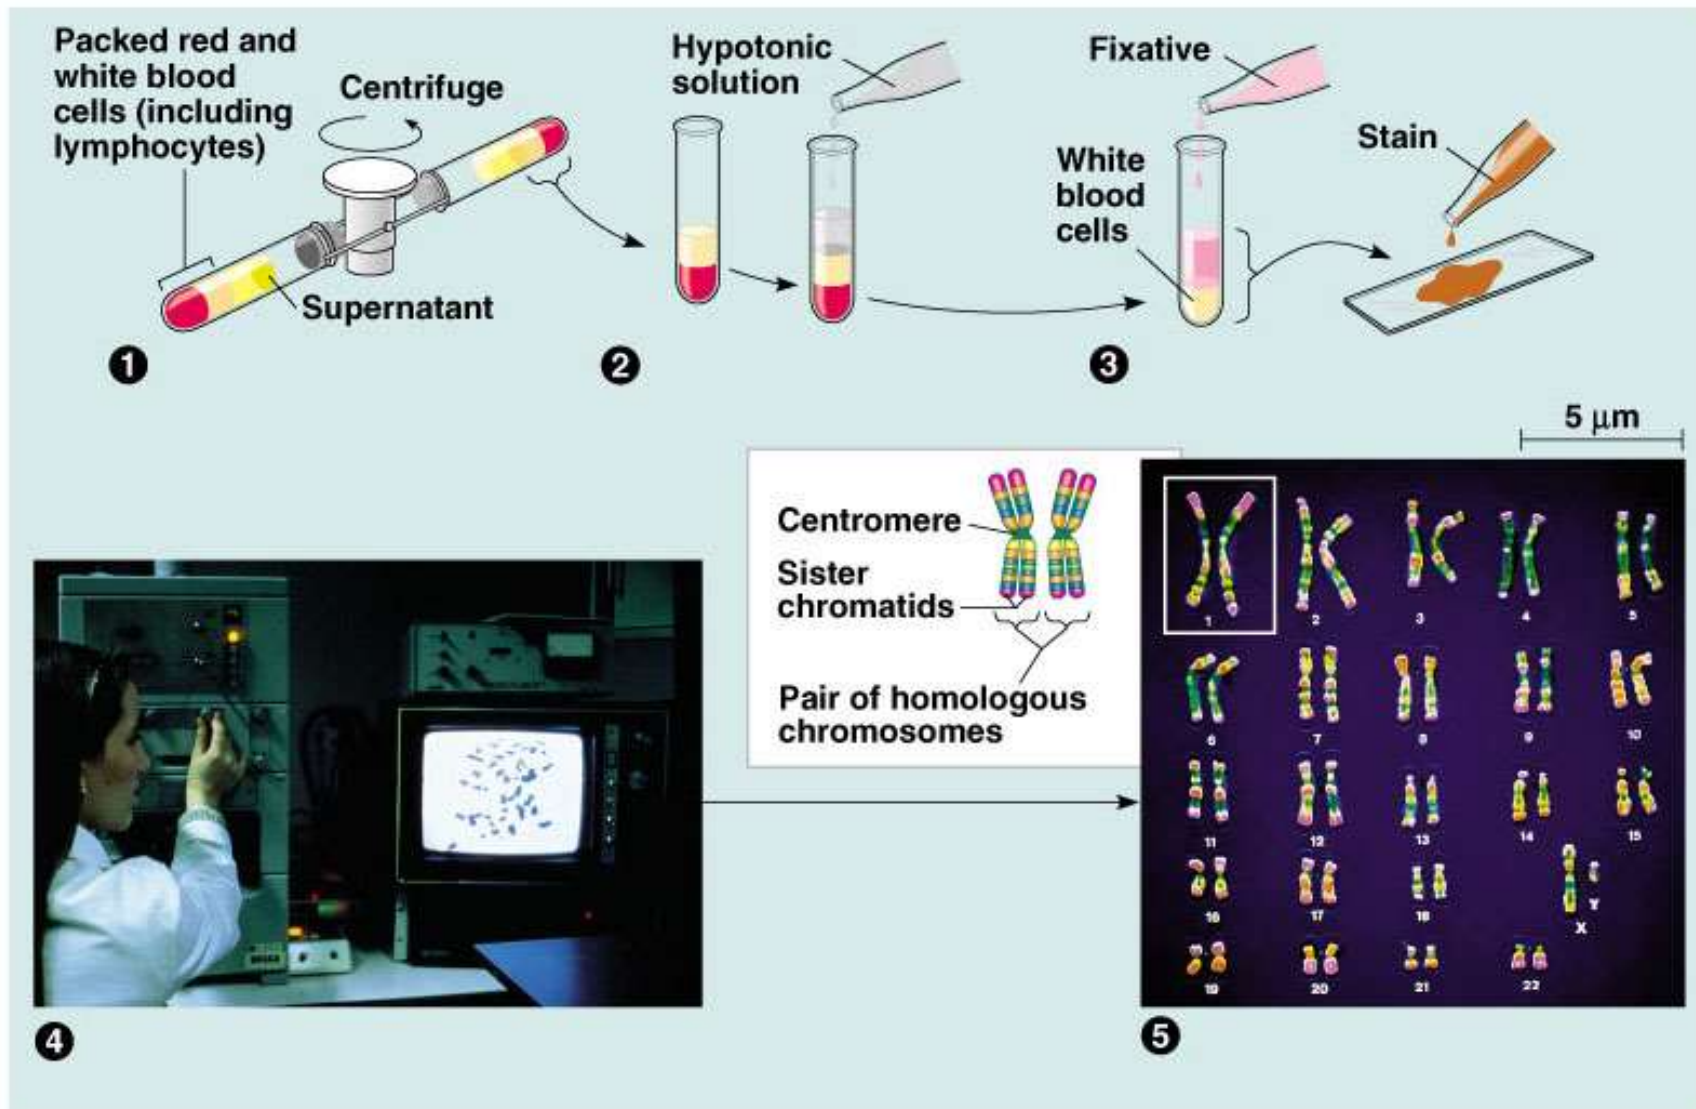 Packed red and
white blood
cells (including
lymphocytes)
Centrifuge
Supernatant
1
Hypotonic
solution
2
Fixative
White
blood
cells
Stain
3
5 µm
Centromere
Sister
chromatids
Pair of homologous
chromosomes
4
1 2 3 4 5
6 7 8 9 10
11 12 13 14 15
16 17 18 X Y
19 20 21 22
5